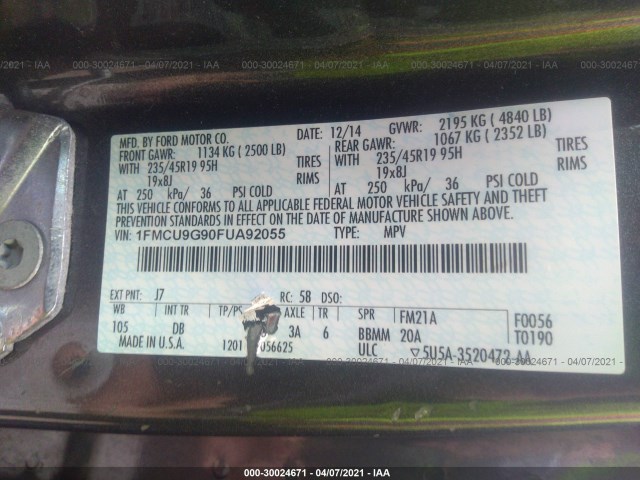 000-30024671 - 04/07/2021 - IAA
MFD. BY FORD MOTOR CO.
DATE: 12/14
GVWR: 2195 KG ( 4840 LB)
FRONT GAWR: 1134 KG ( 2500 LB)
REAR GAWR: 1067 KG ( 2352 LB)
WITH 235/45R19 95H TIRES
WITH 235/45R19 95H TIRES
19x8J RIMS
19x8J RIMS
AT 250 kPa/ 36 PSI COLD
AT 250 kPa/ 36 PSI COLD
THIS VEHICLE CONFORMS TO ALL APPLICABLE FEDERAL MOTOR VEHICLE SAFETY AND THEFT
PREVENTION STANDARDS IN EFFECT ON THE DATE OF MANUFACTURE SHOWN ABOVE.
VIN: 1FMCU9G90FUA92055
TYPE: MPV
EXT PNT: J7 RC: 58 DSO:
WB INT TR TP/PS AXLE TR SPR FM21A F0056
105 DB 3A 6 BBMM 20A T0190
MADE IN U.S.A. 1201 056625 ULC ▽5U5A-3520472-AA
000-30024671 - 04/07/2021 - IAA